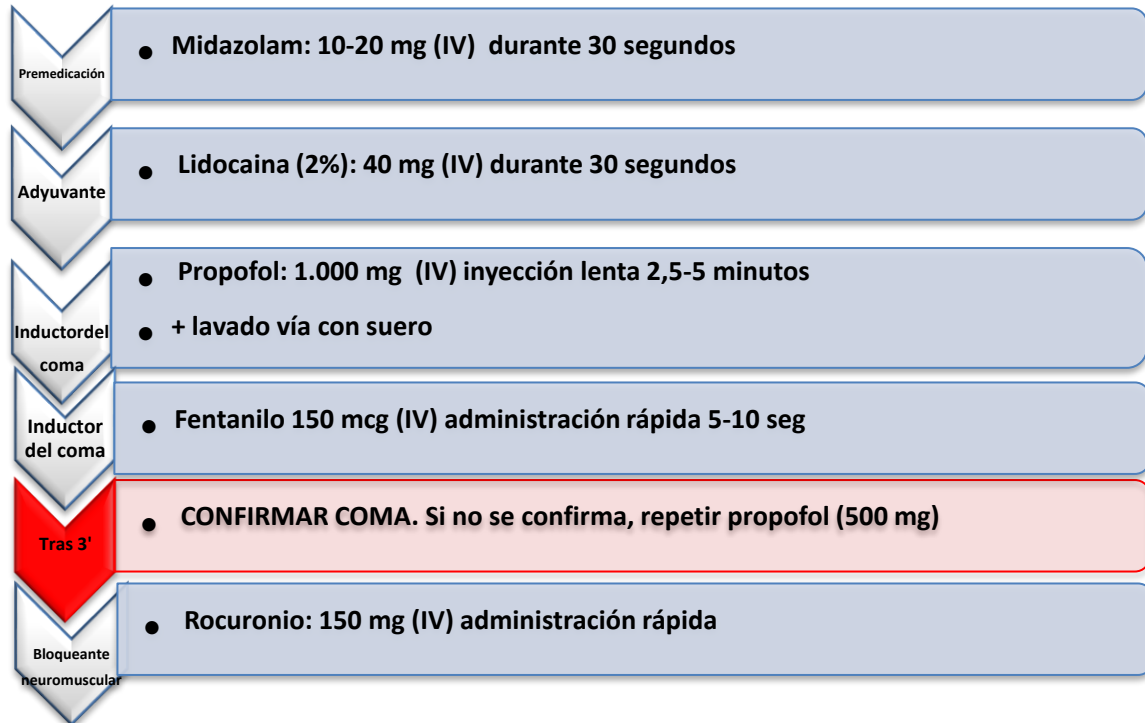 Premedicación
● Midazolam: 10-20 mg (IV) durante 30 segundos
Adyuvante
● Lidocaina (2%): 40 mg (IV) durante 30 segundos
Inductordel
coma
● Propofol: 1.000 mg (IV) inyección lenta 2,5-5 minutos
● + lavado vía con suero
Inductor
del coma
● Fentanilo 150 mcg (IV) administración rápida 5-10 seg
Tras 3'
● CONFIRMAR COMA. Si no se confirma, repetir propofol (500 mg)
Bloqueante
neuromuscular
● Rocuronio: 150 mg (IV) administración rápida